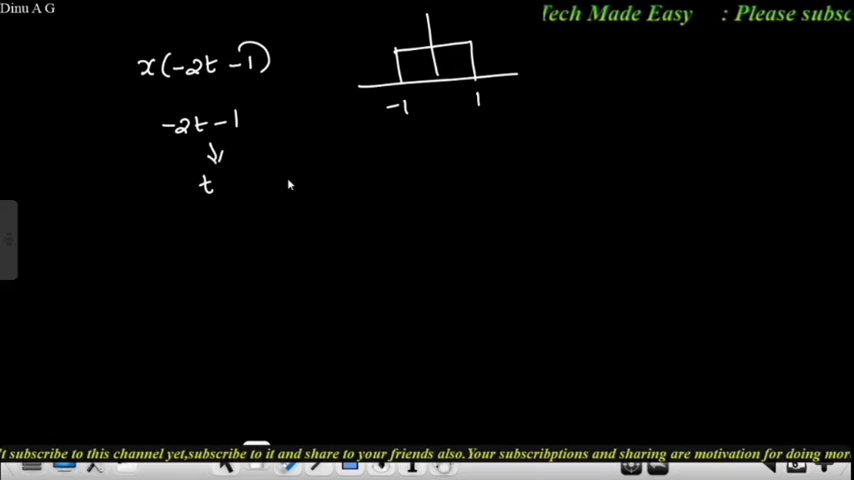 Dinu A G
Tech Made Easy : Please subsc
x(-2t-1)
-1 1
-2t-1
t
't subscribe to this channel yet,subscribe to it and share to your friends also.Your subscribptions and sharing are motivation for doing mor